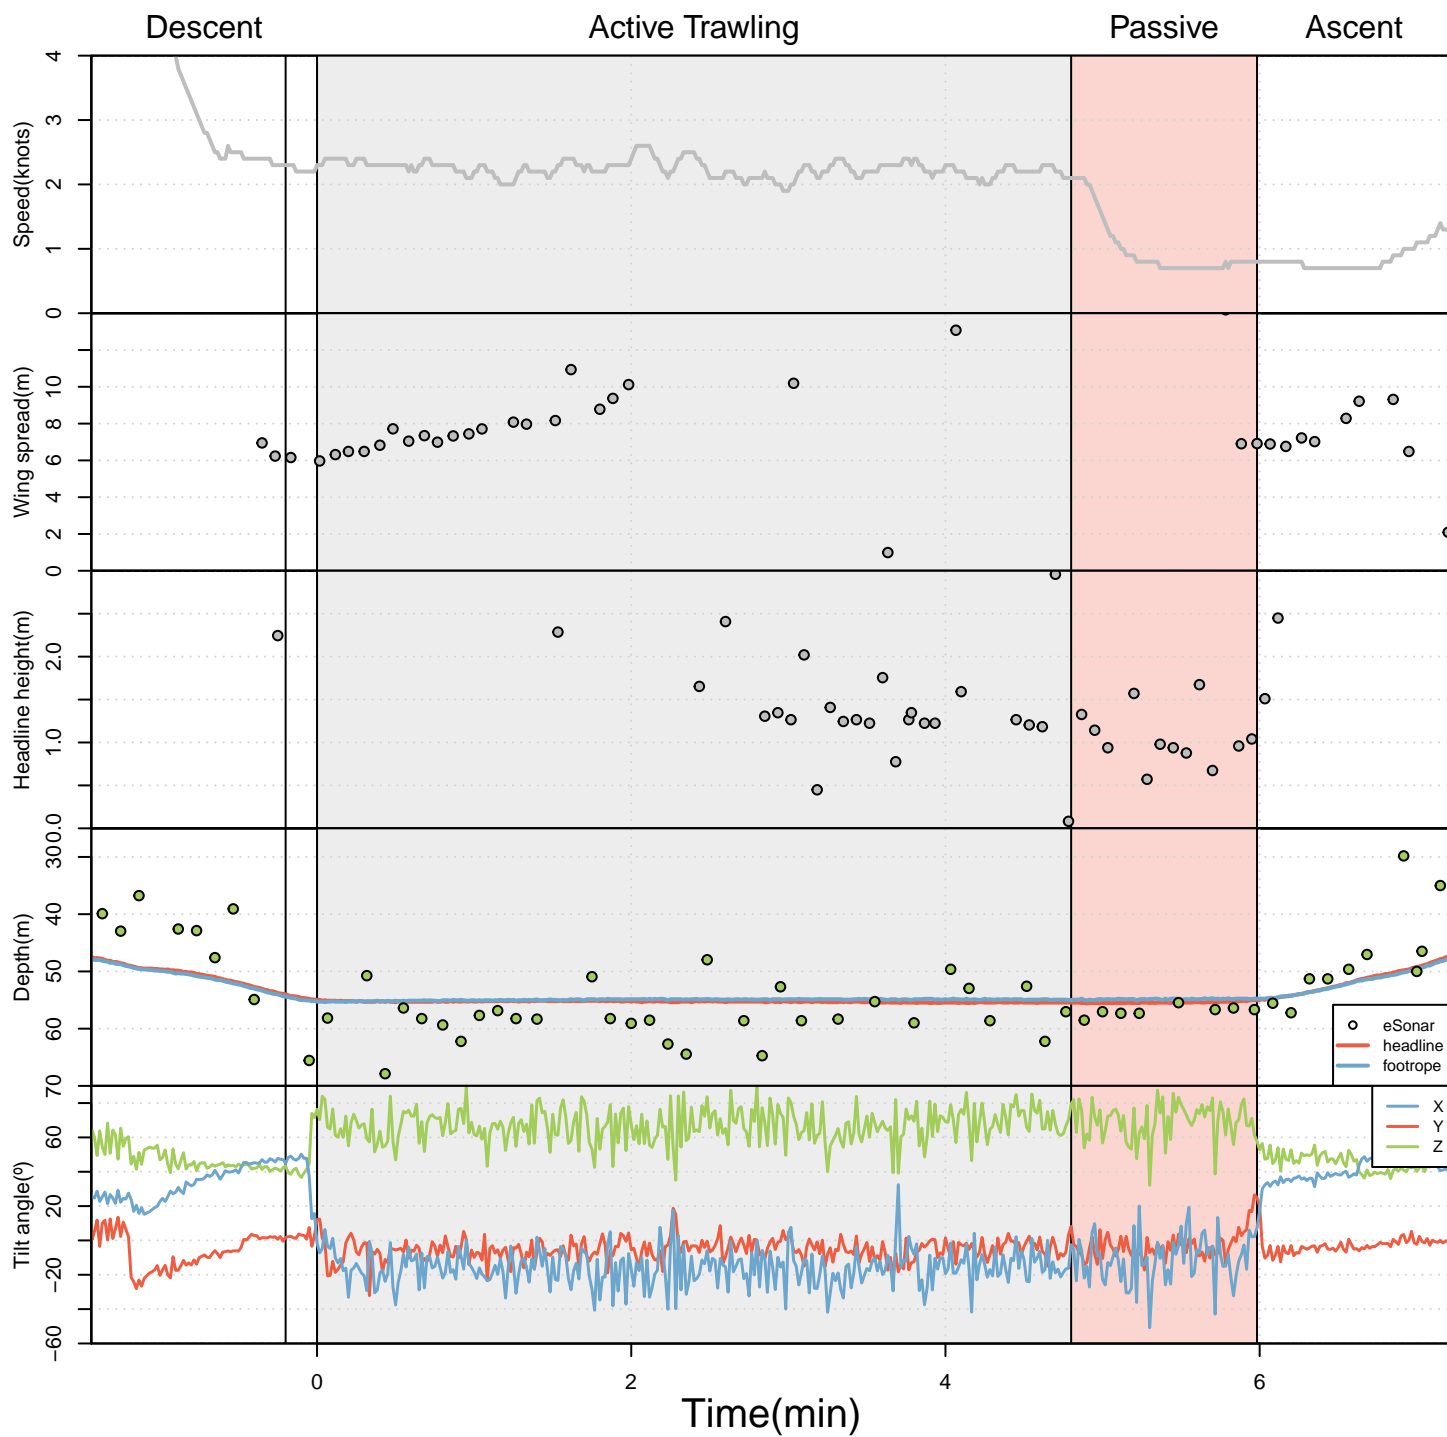 Descent Active Trawling Passive Ascent
Speed(knots)
4
3
2
1
0
Wing spread(m)
10
8
6
4
2
0
Headline height(m)
2.0
1.0
0.0
Depth(m)
30
40
50
60
70
eSonar
headline
footrope
Tilt angle(º)
60
20
−20
−60
X
Y
Z
0 2 4 6
Time(min)